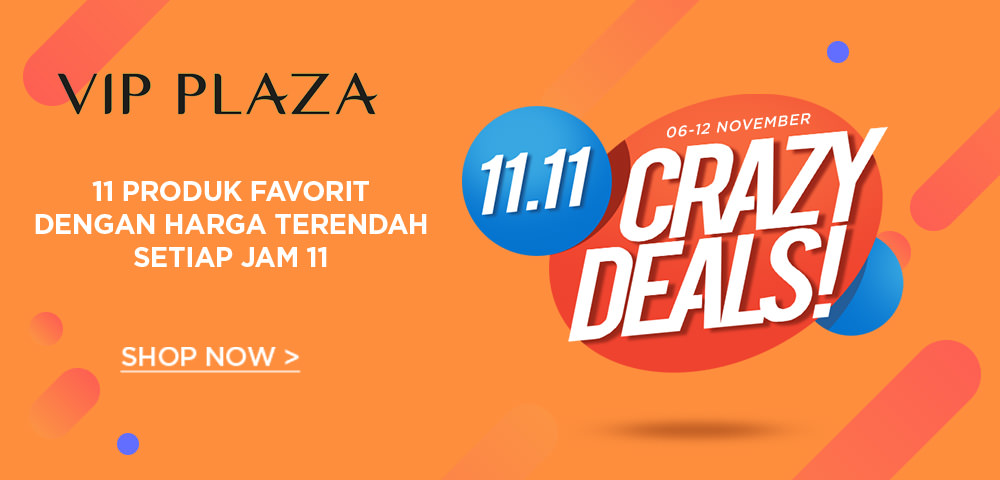 VIP PLAZA
11 PRODUK FAVORIT
DENGAN HARGA TERENDAH
SETIAP JAM 11
SHOP NOW >
06-12 NOVEMBER
11.11
CRAZY
DEALS!